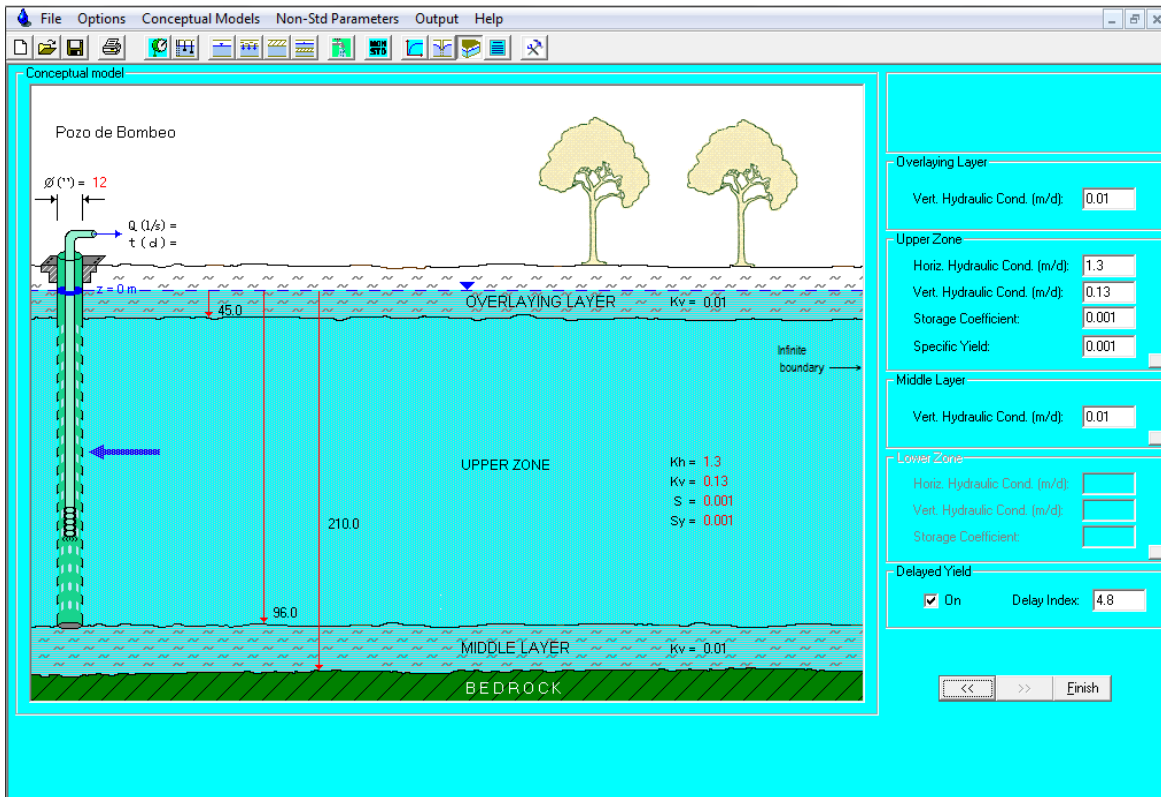 File Options Conceptual Models Non-Std Parameters Output Help
NON STD
Conceptual model
Pozo de Bombeo
Ø (") = 12
Q (l/s) =
t ( d ) =
z = 0 m
OVERLAYING LAYER Kv = 0.01
45.0
Infinite
boundary
UPPER ZONE
Kh = 1.3
Kv = 0.13
S = 0.001
Sy = 0.001
210.0
96.0
MIDDLE LAYER Kv = 0.01
BEDROCK
Overlaying Layer
Vert. Hydraulic Cond. (m/d): 0.01
Upper Zone
Horiz. Hydraulic Cond. (m/d): 1.3
Vert. Hydraulic Cond. (m/d): 0.13
Storage Coefficient: 0.001
Specific Yield: 0.001
Middle Layer
Vert. Hydraulic Cond. (m/d): 0.01
Lower Zone
Horiz. Hydraulic Cond. (m/d):
Vert. Hydraulic Cond. (m/d):
Storage Coefficient:
Delayed Yield
On Delay Index: 4.8
<< >> Finish